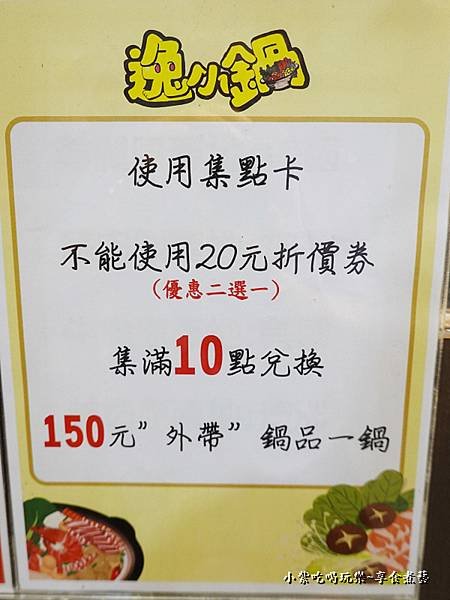 逸小鍋
使用集點卡
不能使用20元折價券
(優惠二選一)
集滿10點兌換
150元”外帶”鍋品一鍋
小紫吃喝玩樂~享食煮藝